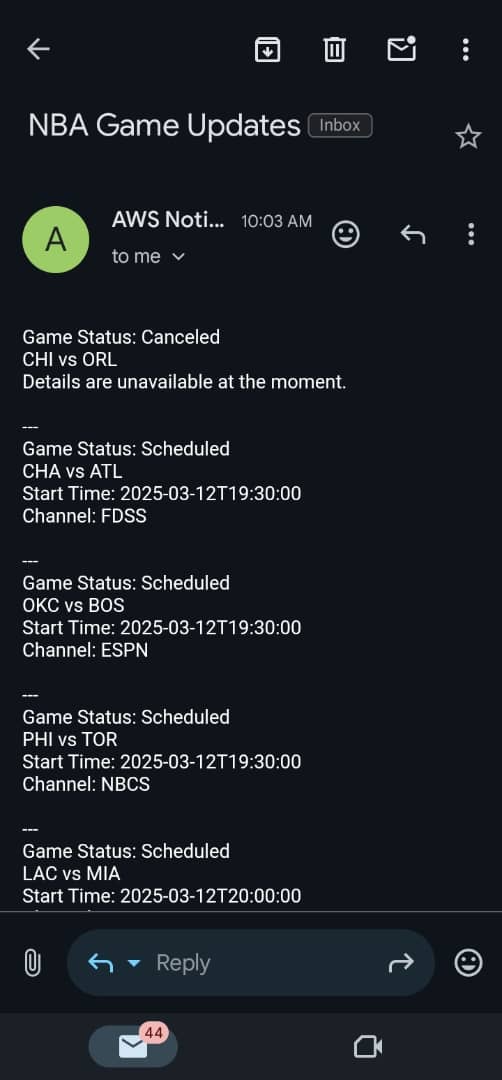 NBA Game Updates Inbox
A
AWS Noti... 10:03 AM
to me
Game Status: Canceled
CHI vs ORL
Details are unavailable at the moment.
---
Game Status: Scheduled
CHA vs ATL
Start Time: 2025-03-12T19:30:00
Channel: FDSS
---
Game Status: Scheduled
OKC vs BOS
Start Time: 2025-03-12T19:30:00
Channel: ESPN
---
Game Status: Scheduled
PHI vs TOR
Start Time: 2025-03-12T19:30:00
Channel: NBCS
---
Game Status: Scheduled
LAC vs MIA
Start Time: 2025-03-12T20:00:00
Reply
44